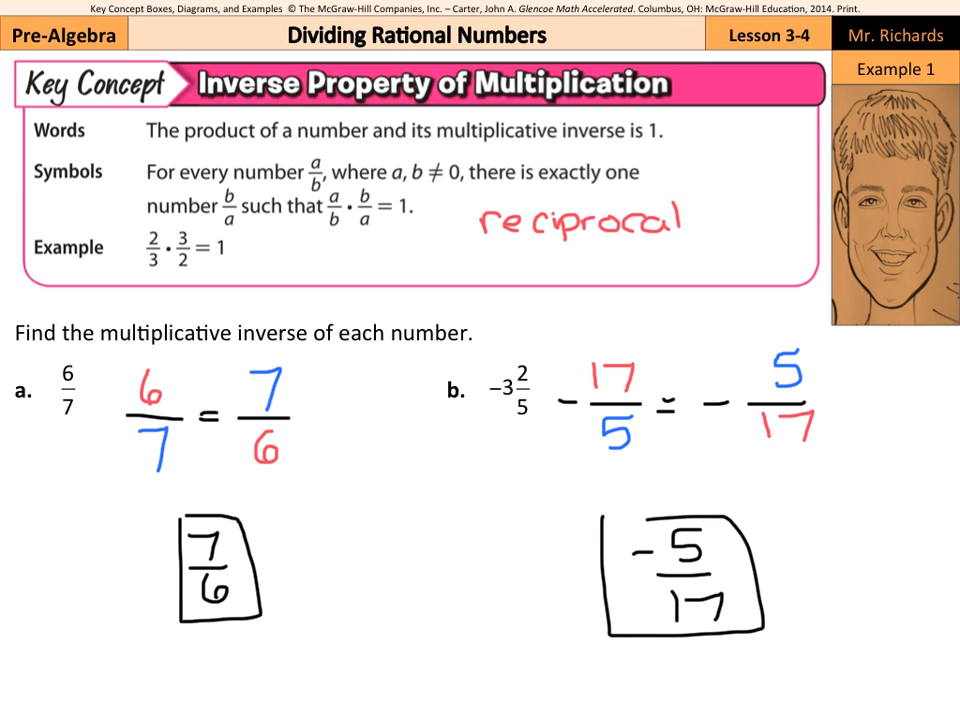 Key Concept Boxes, Diagrams, and Examples © The McGraw-Hill Companies, Inc. – Carter, John A. Glencoe Math Accelerated. Columbus, OH: McGraw-Hill Education, 2014. Print.
Pre-Algebra Dividing Rational Numbers Lesson 3-4 Mr. Richards
Example 1
Key Concept Inverse Property of Multiplication
Words The product of a number and its multiplicative inverse is 1.
Symbols For every number a/b, where a, b ≠ 0, there is exactly one
number b/a such that a/b · b/a = 1.
reciprocal
Example 2/3 · 3/2 = 1
Find the multiplicative inverse of each number.
a. 6/7 6/7 = 7/6
b. −3 2/5 - 17/5 = - 5/17
7/6
- 5/17